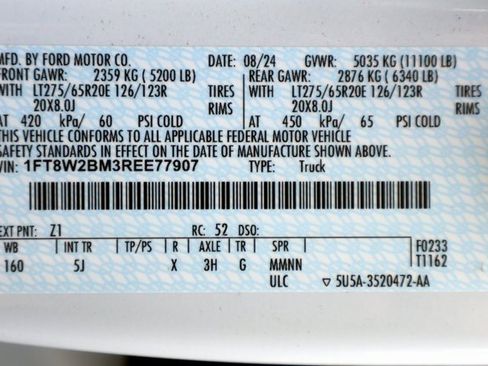 MFD. BY FORD MOTOR CO. 08/24 GVWR: 5035 KG (11100 LB)
FRONT GAWR: 2359 KG ( 5200 LB) REAR GAWR: 2876 KG ( 6340 LB)
WITH LT275/65R20E 126/123R TIRES WITH LT275/65R20E 126/123R TIRES
20X8.0J RIMS 20X8.0J RIMS
AT 420 kPa/ 60 PSI COLD AT 450 kPa/ 65 PSI COLD
THIS VEHICLE CONFORMS TO ALL APPLICABLE FEDERAL MOTOR VEHICLE
SAFETY STANDARDS IN EFFECT ON THE DATE OF MANUFACTURE SHOWN ABOVE.
VIN: 1FT8W2BM3REE77907 TYPE: Truck
EXT PNT: Z1 RC: 52 DSO:
WB INT TR TP/PS R AXLE TR SPR F0233
160 5J X 3H G MMNN T1162
ULC ▽ 5U5A-3520472-AA